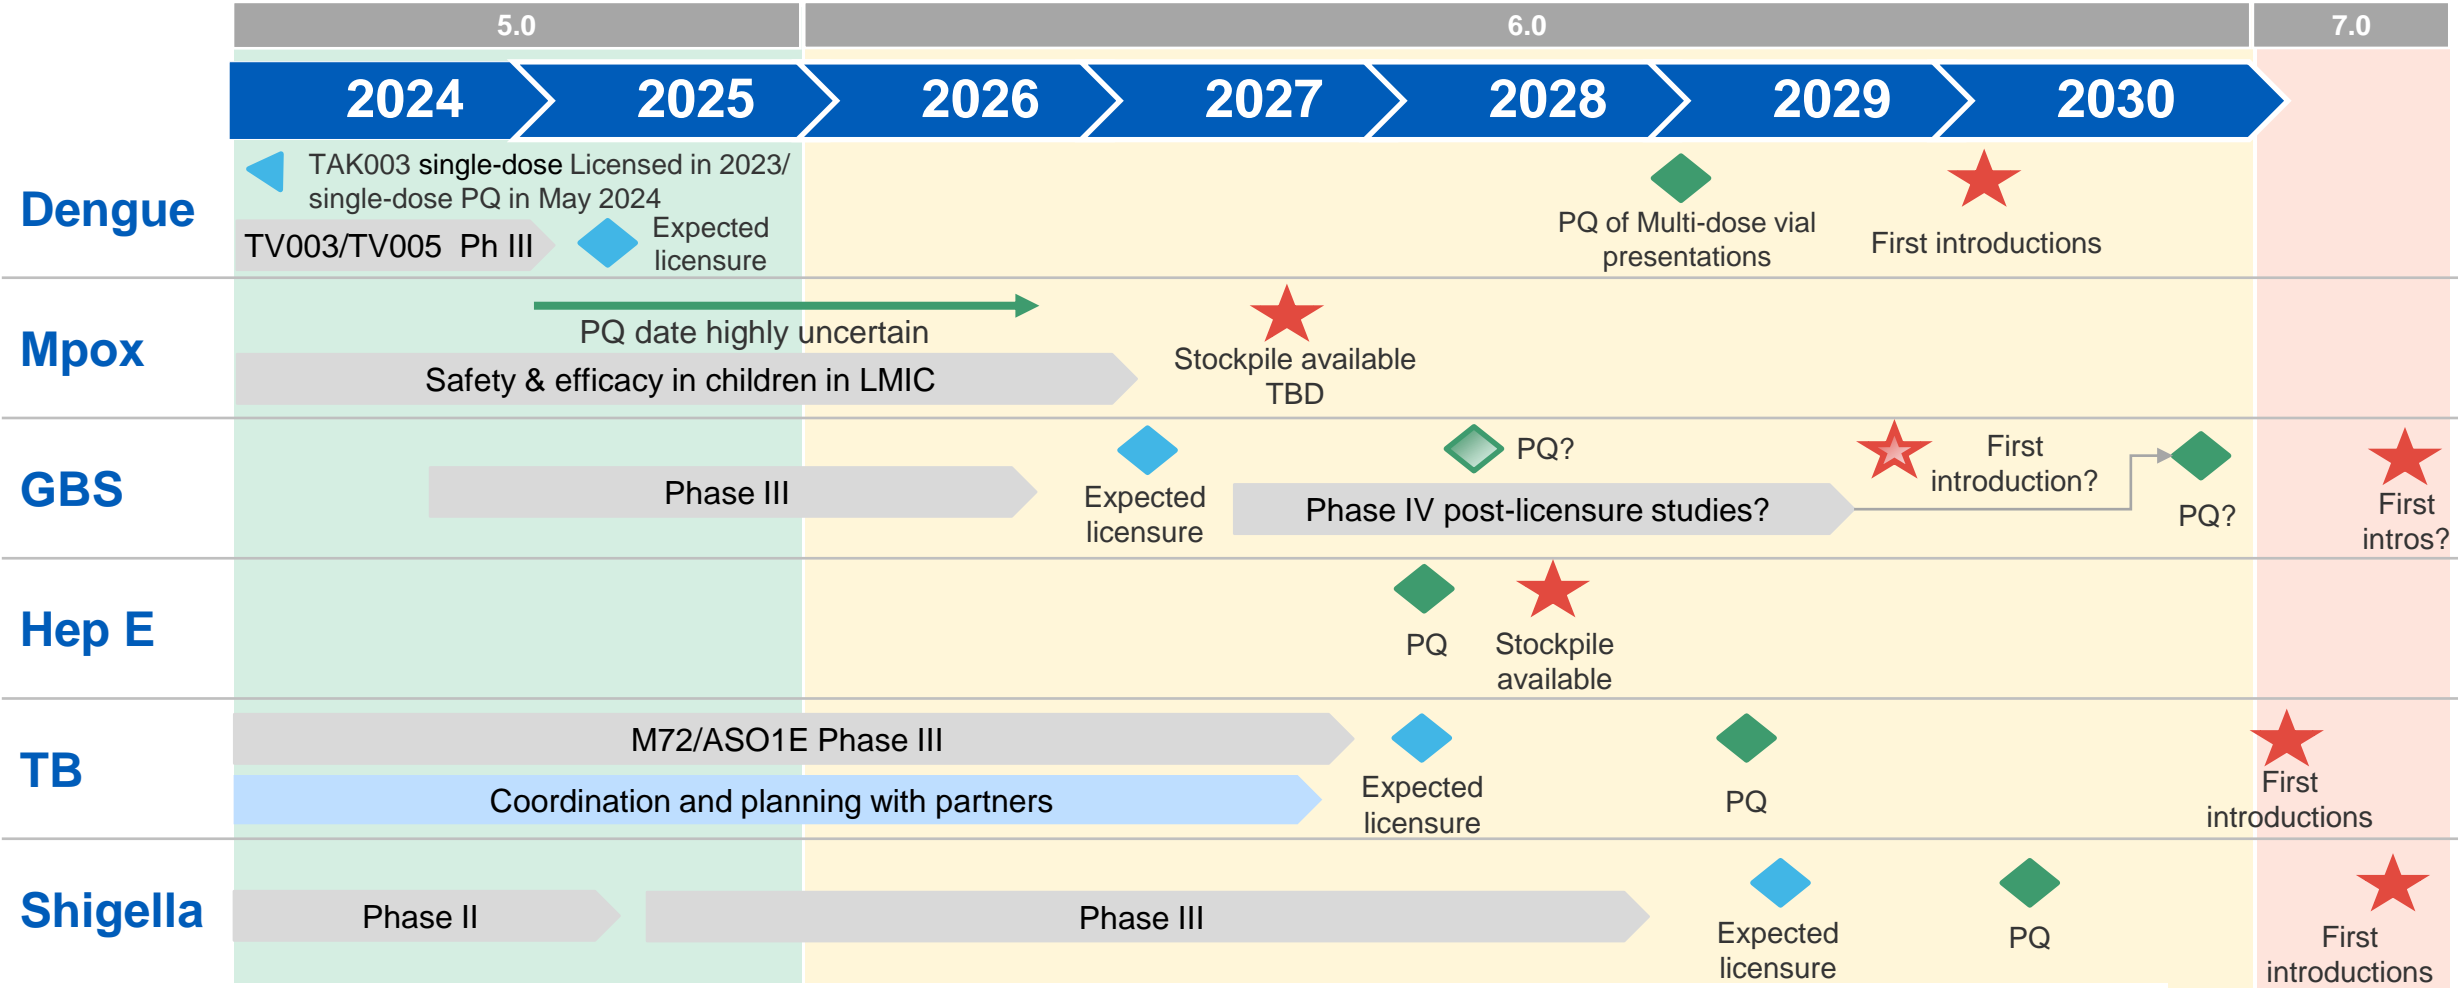 5.0
6.0
7.0
2024
2025
2026
2027
2028
2029
2030
Dengue
TAK003 single-dose Licensed in 2023/
single-dose PQ in May 2024
TV003/TV005 Ph III
Expected
licensure
PQ of Multi-dose vial
presentations
First introductions
Mpox
PQ date highly uncertain
Safety & efficacy in children in LMIC
Stockpile available
TBD
GBS
Phase III
Expected
licensure
PQ?
Phase IV post-licensure studies?
First
introduction?
PQ?
First
intros?
Hep E
PQ
Stockpile
available
TB
M72/ASO1E Phase III
Coordination and planning with partners
Expected
licensure
PQ
First
introductions
Shigella
Phase II
Phase III
Expected
licensure
PQ
First
introductions